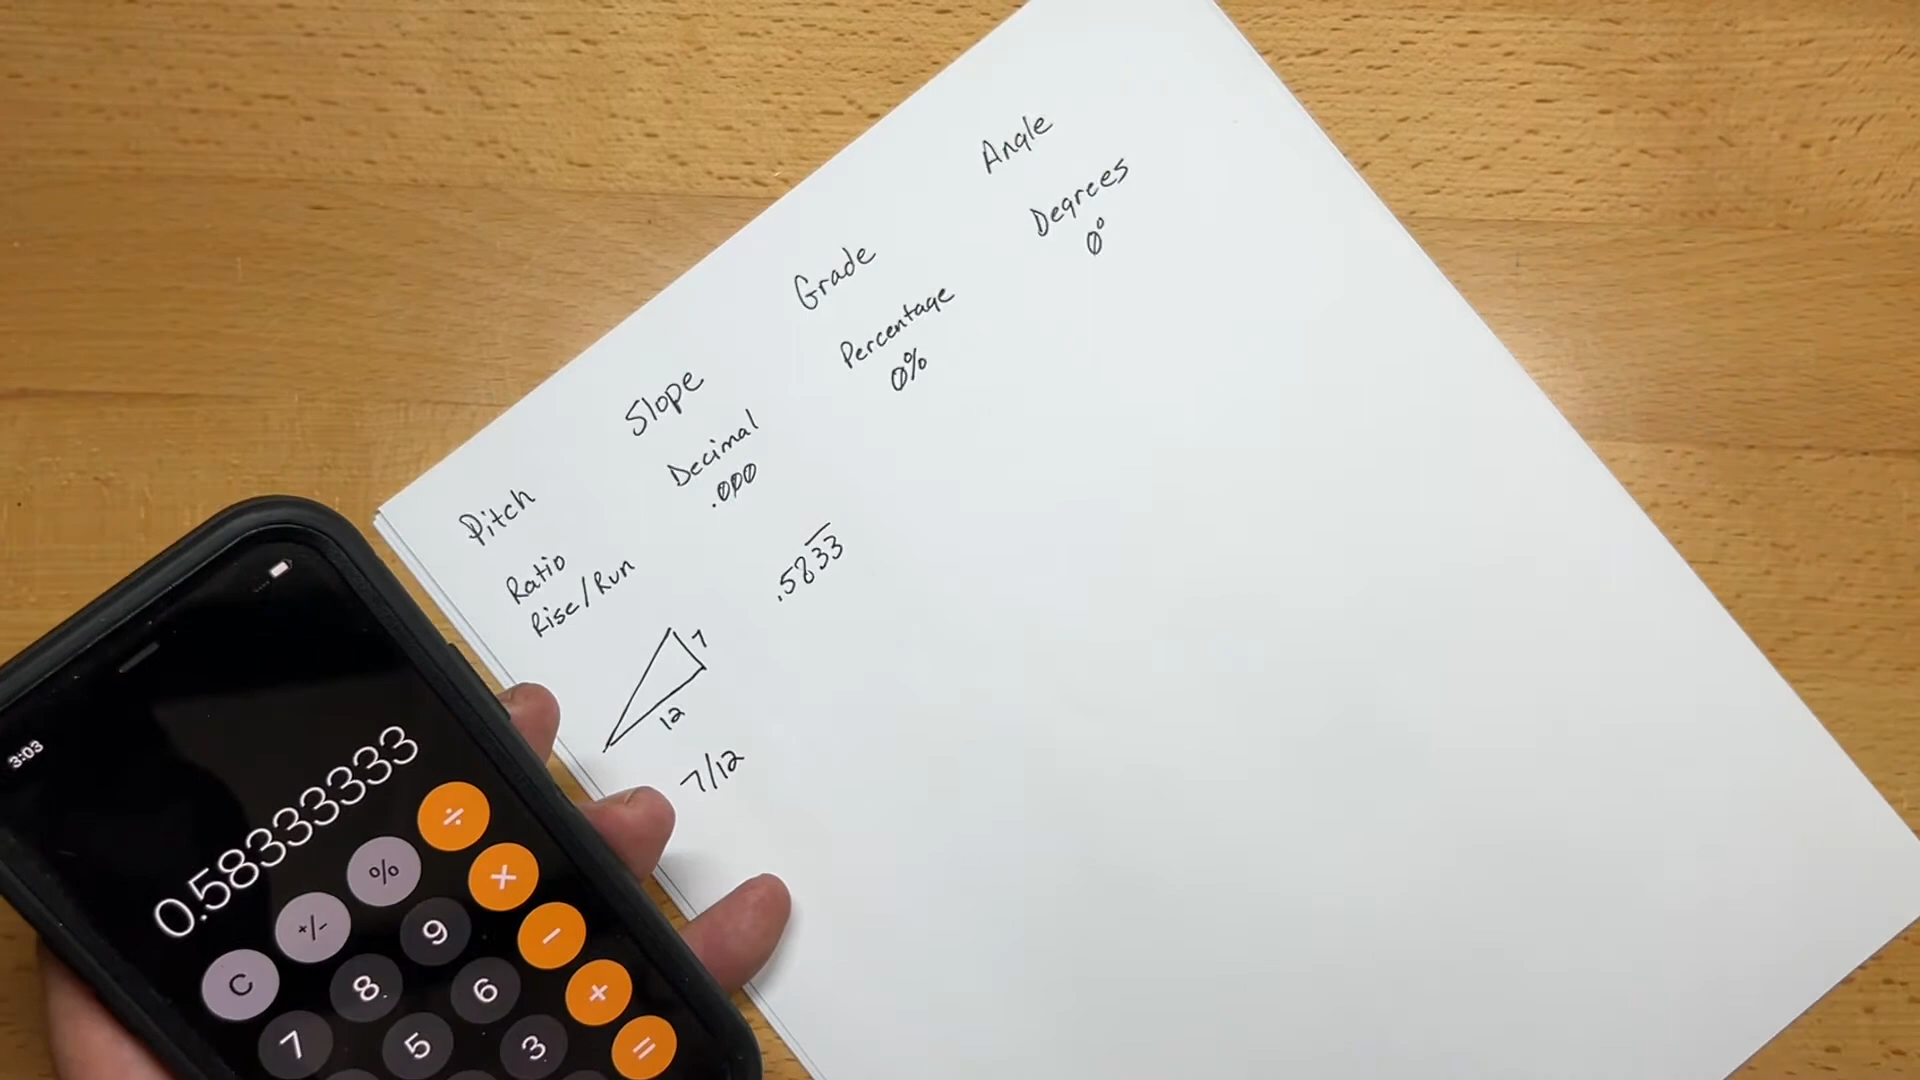 Pitch
Ratio
Rise/Run
7
12
7/12
Slope
Decimal
.000
.5833
Grade
Percentage
0%
Angle
Degrees
0°
3:03
0.58333333
C
+/-
%
÷
7
8
9
×
5
6
−
3
+
=